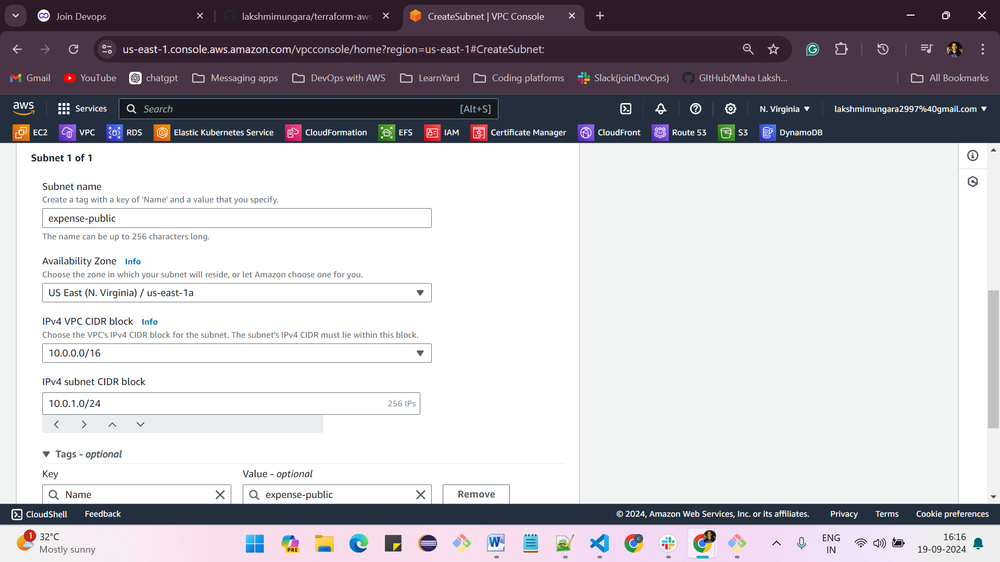 Join Devops
lakshmimungara/terraform-aws
CreateSubnet | VPC Console
us-east-1.console.aws.amazon.com/vpcconsole/home?region=us-east-1#CreateSubnet:
Gmail YouTube chatgpt Messaging apps DevOps with AWS LearnYard Coding platforms Slack(joinDevOps) GItHub(Maha Laksh... All Bookmarks
aws Services Search [Alt+S] N. Virginia lakshmimungara2997%40gmail.com
EC2 VPC RDS Elastic Kubernetes Service CloudFormation EFS IAM Certificate Manager CloudFront Route 53 S3 DynamoDB
Subnet 1 of 1
Subnet name
Create a tag with a key of 'Name' and a value that you specify.
expense-public
The name can be up to 256 characters long.
Availability Zone Info
Choose the zone in which your subnet will reside, or let Amazon choose one for you.
US East (N. Virginia) / us-east-1a
IPv4 VPC CIDR block Info
Choose the VPC's IPv4 CIDR block for the subnet. The subnet's IPv4 CIDR must lie within this block.
10.0.0.0/16
IPv4 subnet CIDR block
10.0.1.0/24 256 IPs
Tags - optional
Key Value - optional
Name expense-public Remove
CloudShell Feedback © 2024, Amazon Web Services, Inc. or its affiliates. Privacy Terms Cookie preferences
1 32°C
Mostly sunny
PRE
ENG
IN
16:16
19-09-2024